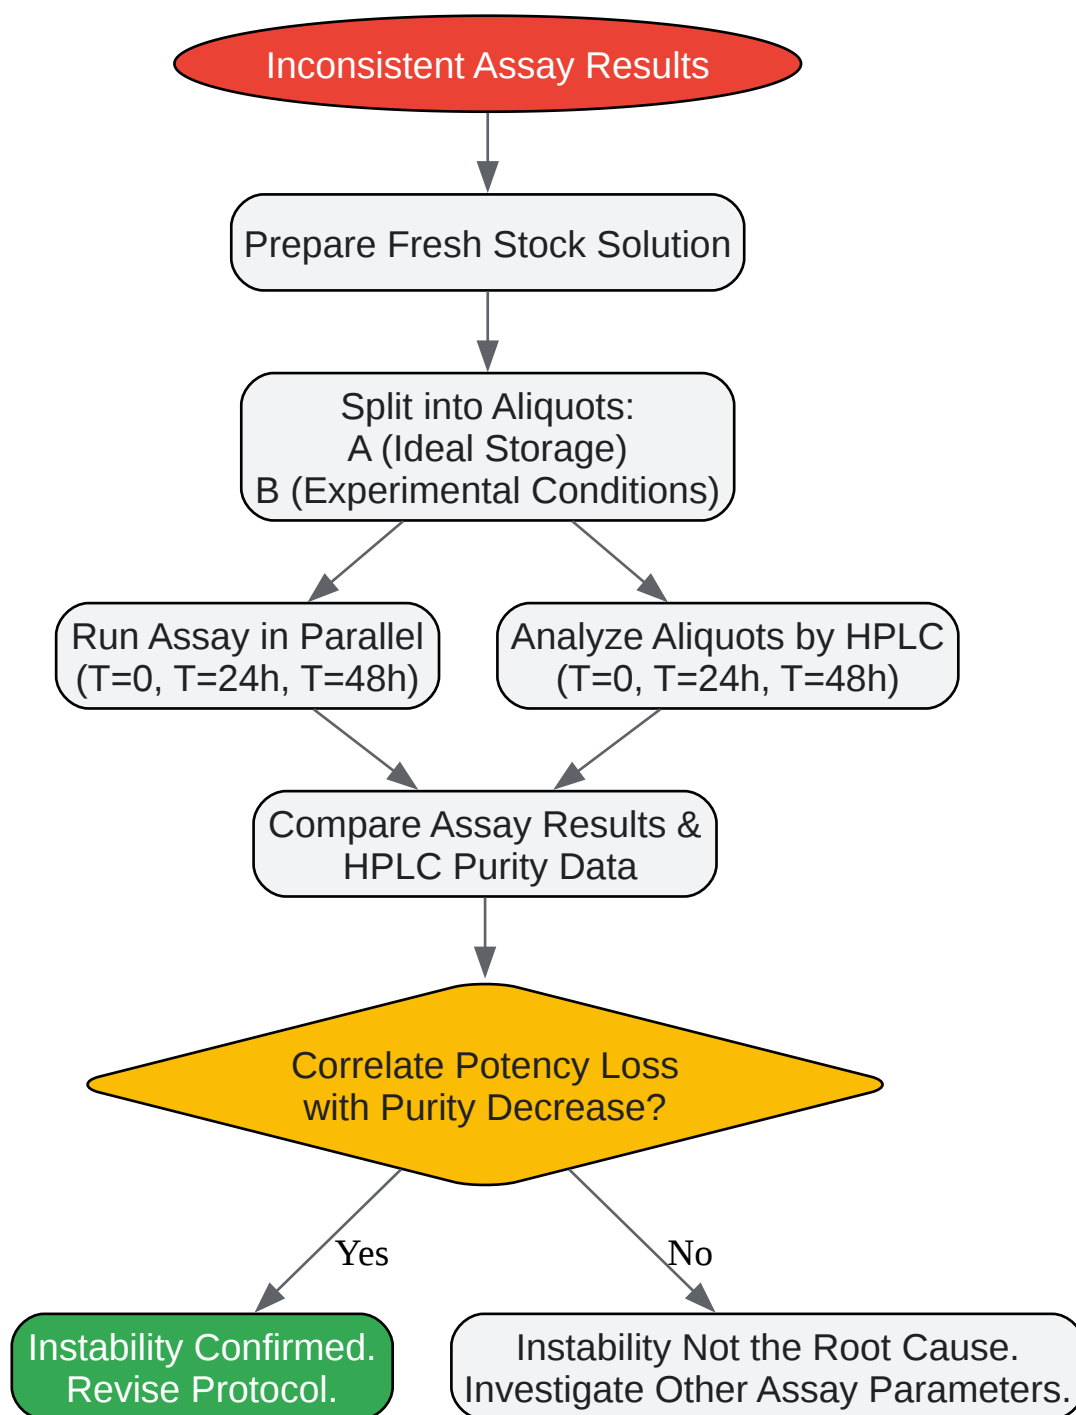 Inconsistent Assay Results
Prepare Fresh Stock Solution
Split into Aliquots:
A (Ideal Storage)
B (Experimental Conditions)
Run Assay in Parallel
(T=0, T=24h, T=48h)
Analyze Aliquots by HPLC
(T=0, T=24h, T=48h)
Compare Assay Results &
HPLC Purity Data
Correlate Potency Loss
with Purity Decrease?
Yes
No
Instability Confirmed.
Revise Protocol.
Instability Not the Root Cause.
Investigate Other Assay Parameters.